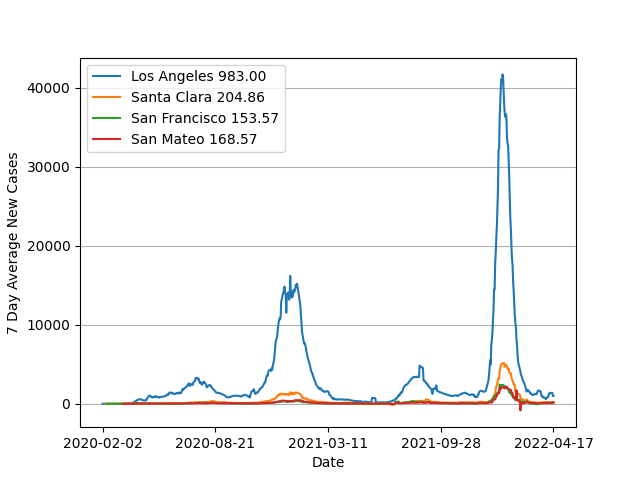 Los Angeles 983.00
Santa Clara 204.86
San Francisco 153.57
San Mateo 168.57
7 Day Average New Cases
40000
30000
20000
10000
0
2020-02-02 2020-08-21 2021-03-11 2021-09-28 2022-04-17
Date